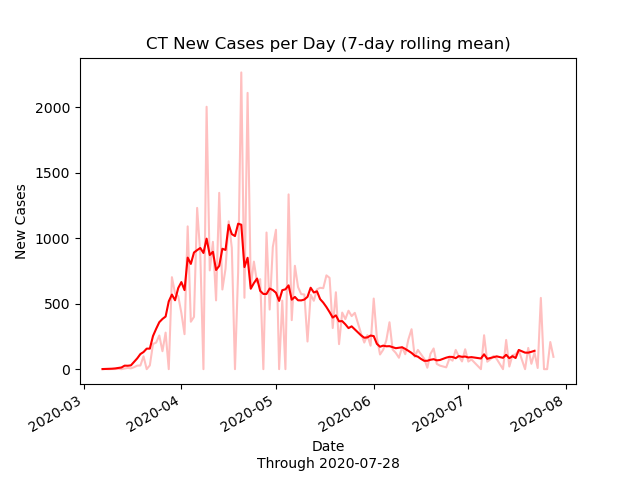 CT New Cases per Day (7-day rolling mean)
New Cases
2000
1500
1000
500
0
2020-03
2020-04
2020-05
2020-06
2020-07
2020-08
Date
Through 2020-07-28